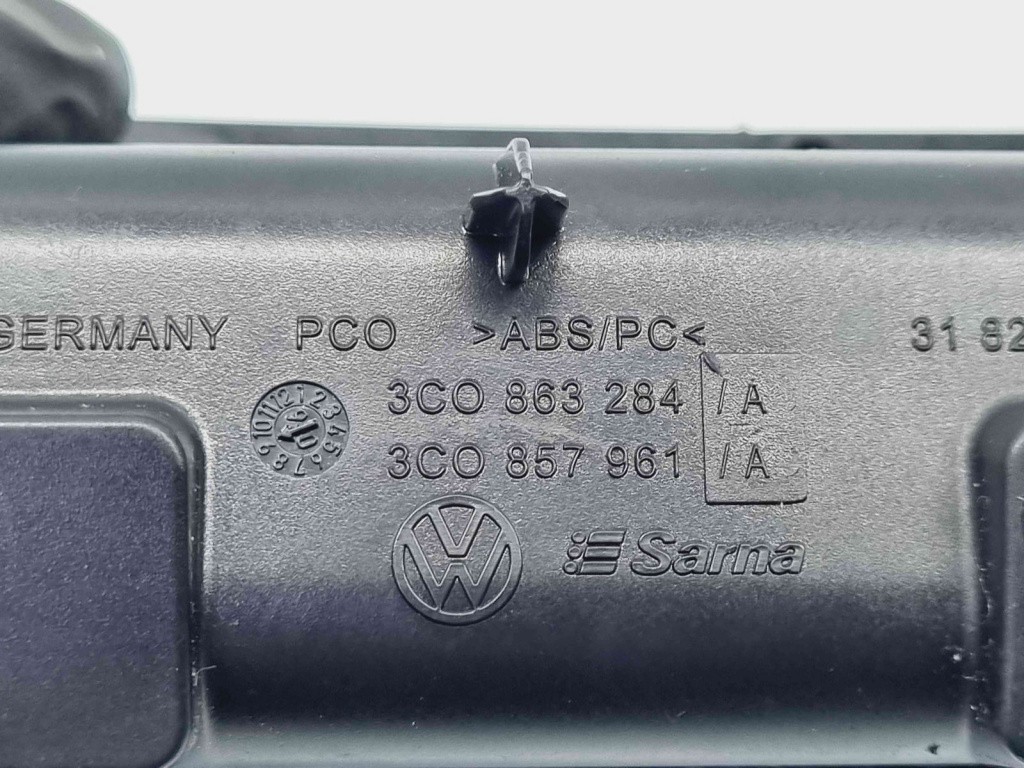 GERMANY PCO >ABS/PC< 31 82
3C0 863 284 /A
3C0 857 961 /A
Sarna